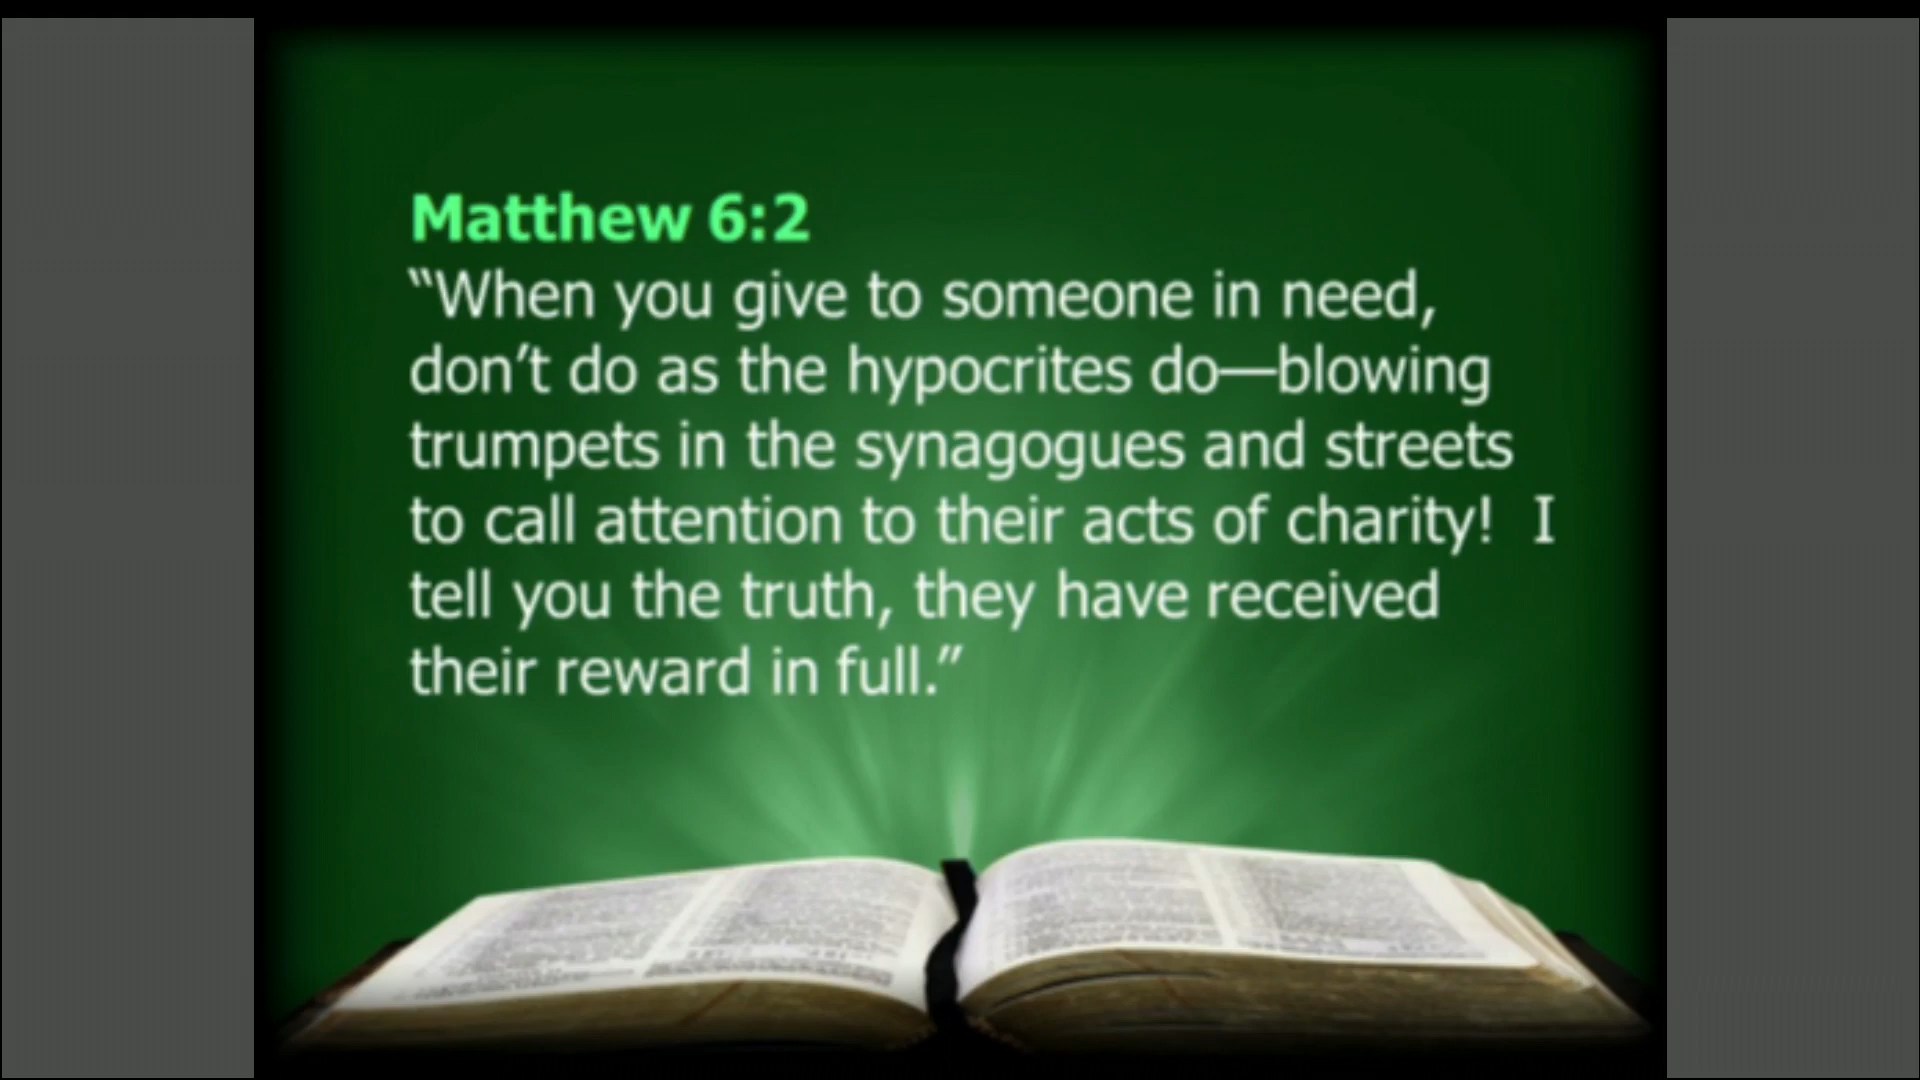 Matthew 6:2
“When you give to someone in need,
don’t do as the hypocrites do—blowing
trumpets in the synagogues and streets
to call attention to their acts of charity!  I
tell you the truth, they have received
their reward in full.”